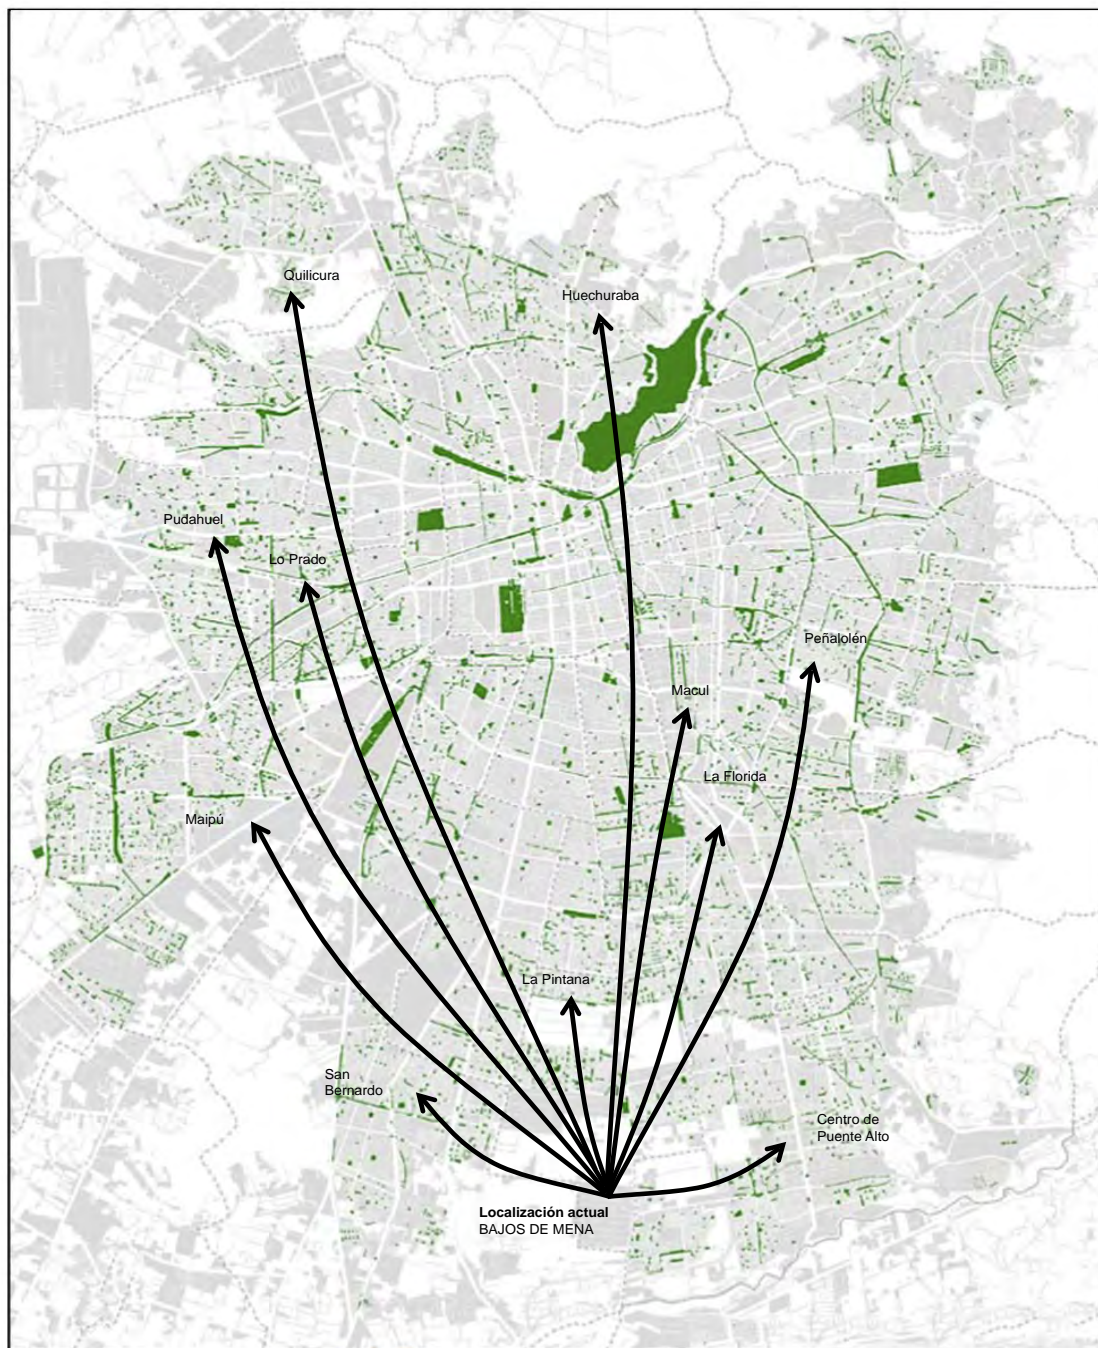 Quilicura
Huechuraba
Pudahuel
Lo Prado
Peñalolén
Macul
La Florida
Maipú
La Pintana
San
Bernardo
Centro de
Puente Alto
Localización actual
BAJOS DE MENA